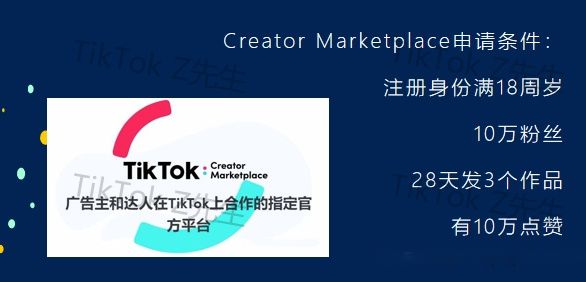 Creator Marketplace申请条件：
注册身份满18周岁
10万粉丝
28天发3个作品
有10万点赞
TikTok: Creator
Marketplace
广告主和达人在TikTok上合作的指定官
方平台
TikTok Z先生
TikTok Z先生